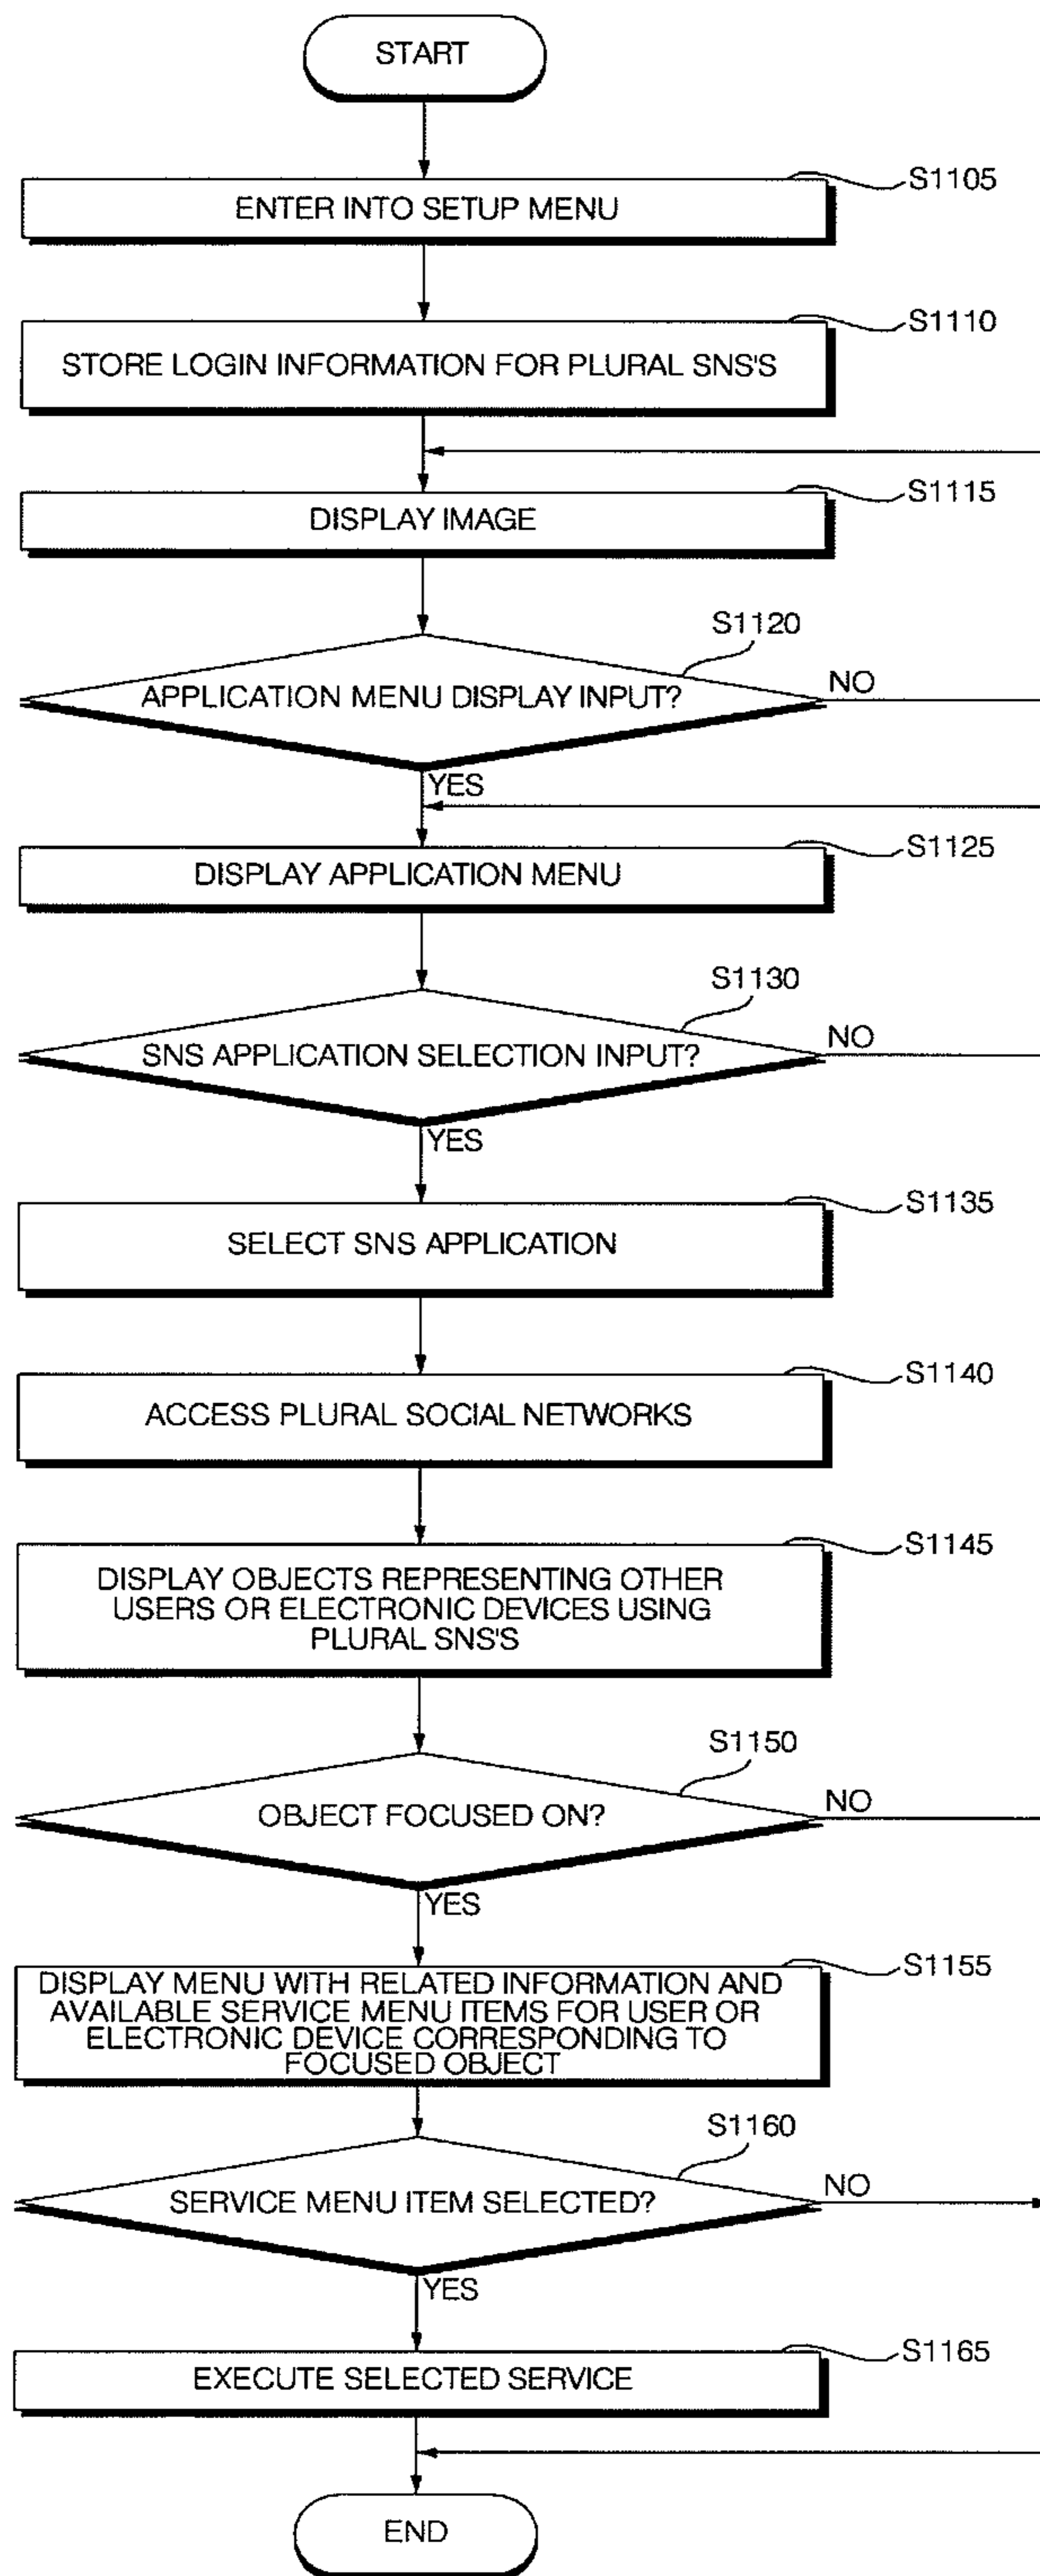 START
S1105
ENTER INTO SETUP MENU
S1110
STORE LOGIN INFORMATION FOR PLURAL SNS'S
S1115
DISPLAY IMAGE
S1120
APPLICATION MENU DISPLAY INPUT?
NO
YES
S1125
DISPLAY APPLICATION MENU
S1130
SNS APPLICATION SELECTION INPUT?
NO
YES
S1135
SELECT SNS APPLICATION
S1140
ACCESS PLURAL SOCIAL NETWORKS
S1145
DISPLAY OBJECTS REPRESENTING OTHER
USERS OR ELECTRONIC DEVICES USING
PLURAL SNS'S
S1150
OBJECT FOCUSED ON?
NO
YES
S1155
DISPLAY MENU WITH RELATED INFORMATION AND
AVAILABLE SERVICE MENU ITEMS FOR USER OR
ELECTRONIC DEVICE CORRESPONDING TO
FOCUSED OBJECT
S1160
SERVICE MENU ITEM SELECTED?
NO
YES
S1165
EXECUTE SELECTED SERVICE
END